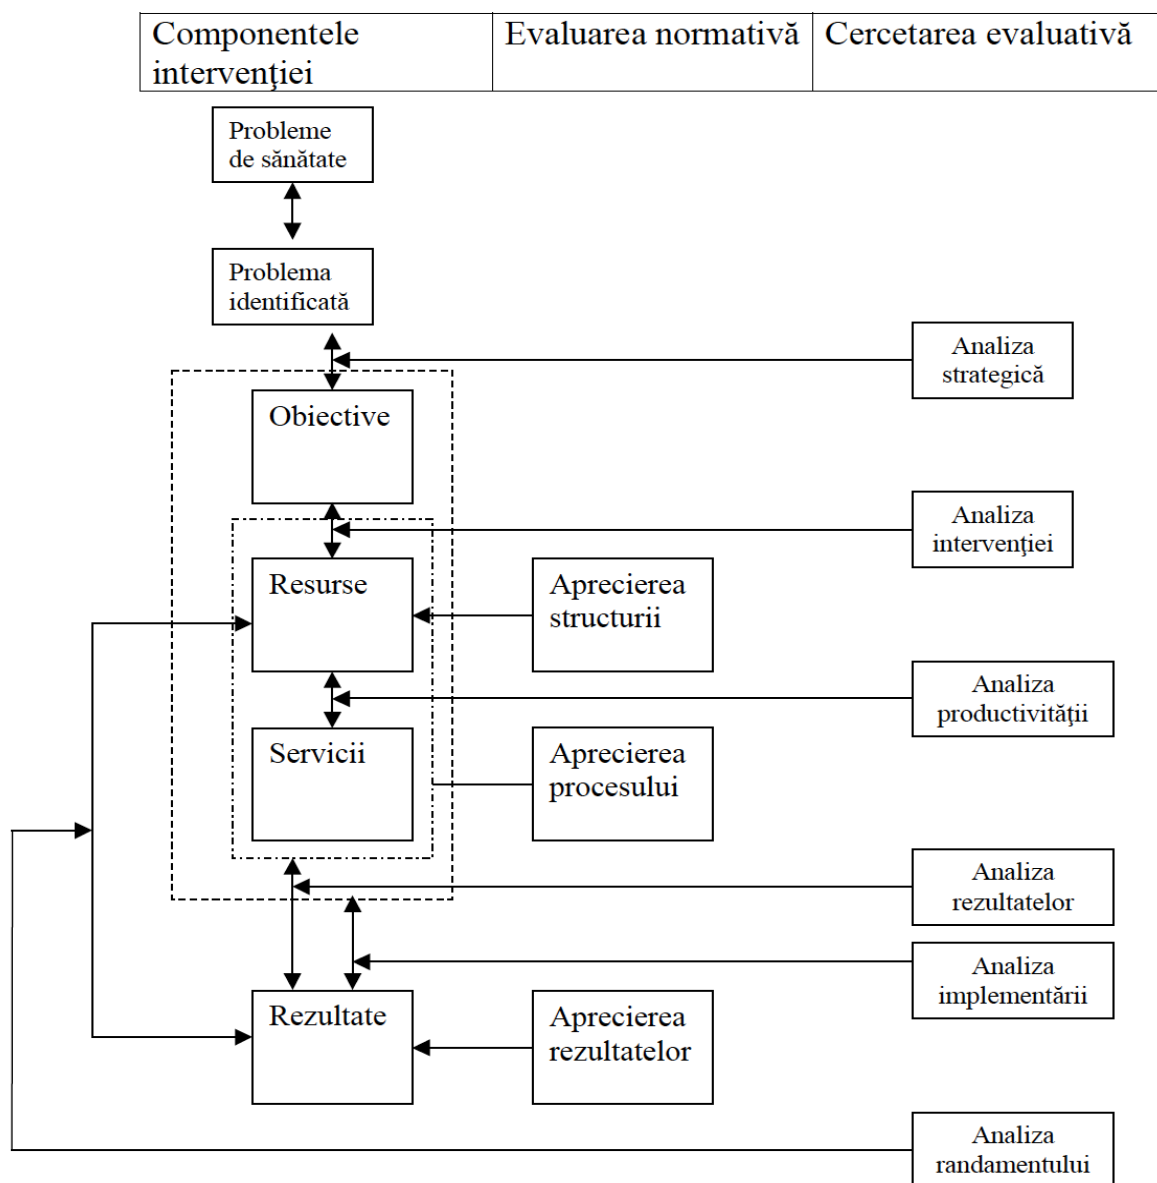 Componentele
intervenţiei
Evaluarea normativă
Cercetarea evaluativă
Probleme
de sănătate
Problema
identificată
Analiza
strategică
Obiective
Analiza
intervenţiei
Resurse
Aprecierea
structurii
Analiza
productivităţii
Servicii
Aprecierea
procesului
Analiza
rezultatelor
Analiza
implementării
Rezultate
Aprecierea
rezultatelor
Analiza
randamentului